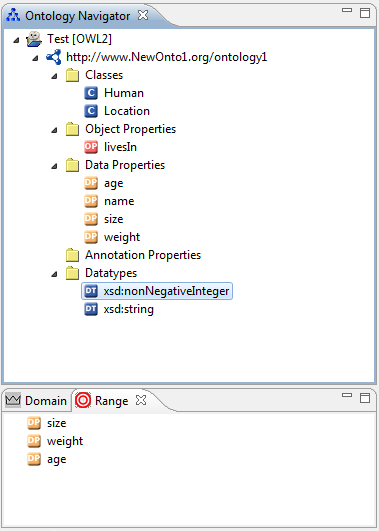 Ontology Navigator
Test [OWL2]
http://www.NewOnto1.org/ontology1
Classes
C Human
C Location
Object Properties
OP livesIn
Data Properties
DP age
DP name
DP size
DP weight
Annotation Properties
Datatypes
DT xsd:nonNegativeInteger
DT xsd:string
Domain Range
DP size
DP weight
DP age